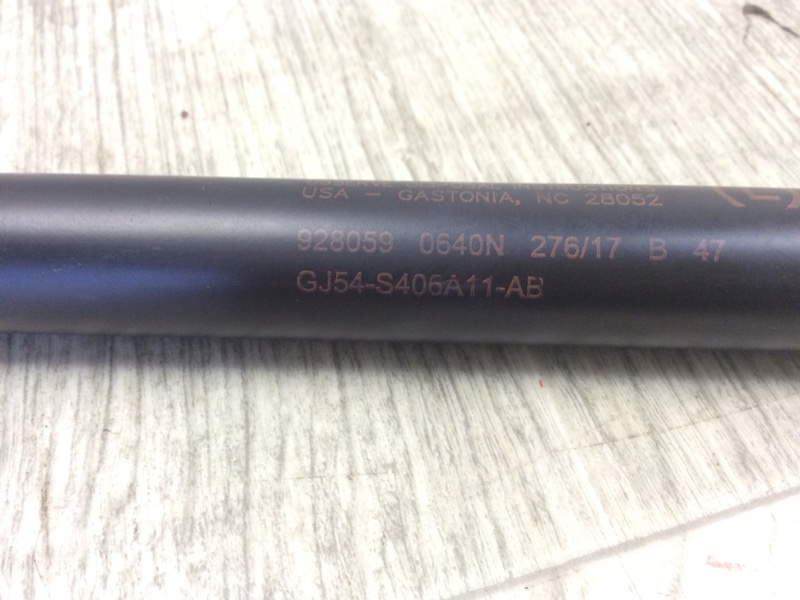 USA - GASTONIA, NC 28052
928059 0640N 276/17 B 47
GJ54-S406A11-AB